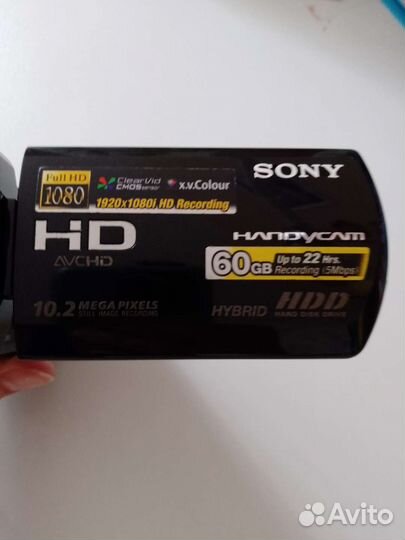 Full HD
1080
ClearVid
CMOS sensor
x.v.Colour
1920x1080i HD Recording
SONY
HD
AVCHD
HANDYCAM
60GB
Up to 22 Hrs.
Recording (5Mbps)
10.2 MEGA PIXELS
STILL IMAGE RECORDING
HYBRID
HDD
HARD DISK DRIVE
Avito